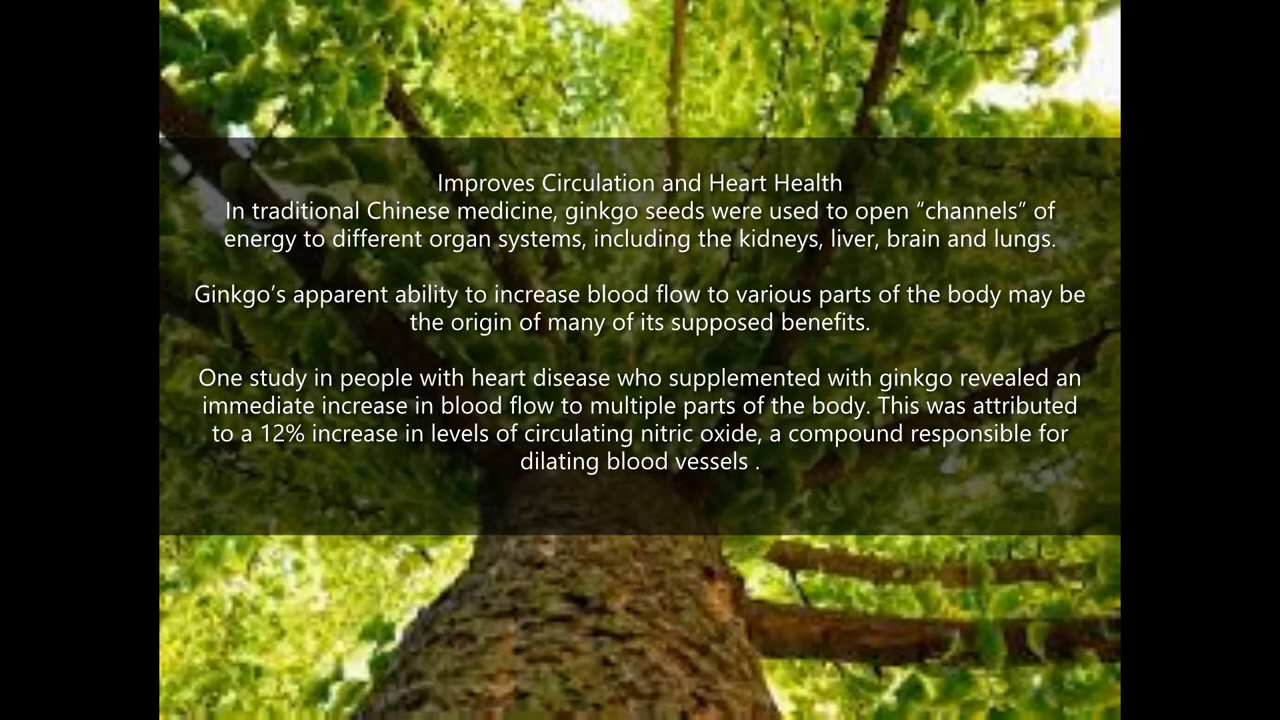 Improves Circulation and Heart Health
In traditional Chinese medicine, ginkgo seeds were used to open “channels” of
energy to different organ systems, including the kidneys, liver, brain and lungs.
Ginkgo’s apparent ability to increase blood flow to various parts of the body may be
the origin of many of its supposed benefits.
One study in people with heart disease who supplemented with ginkgo revealed an
immediate increase in blood flow to multiple parts of the body. This was attributed
to a 12% increase in levels of circulating nitric oxide, a compound responsible for
dilating blood vessels .